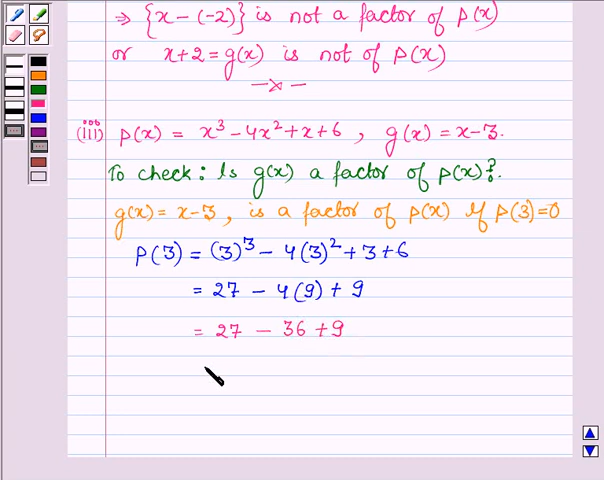 ⇒ {x-(-2)} is not a factor of p(x)
or x+2 = g(x) is not of p(x)
—x—
(iii) p(x) = x³ - 4x² + x + 6 , g(x) = x-3.
To check : Is g(x) a factor of p(x)?
g(x) = x-3 , is a factor of p(x) if p(3)=0
p(3) = (3)³ - 4(3)² + 3 + 6
= 27 - 4(9) + 9
= 27 - 36 + 9